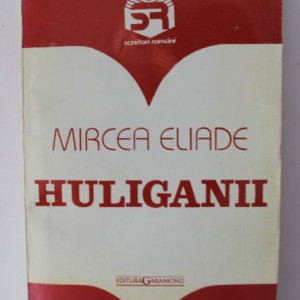 SR
scriitori români
MIRCEA ELIADE
HULIGANII
EDITURA GARAMOND